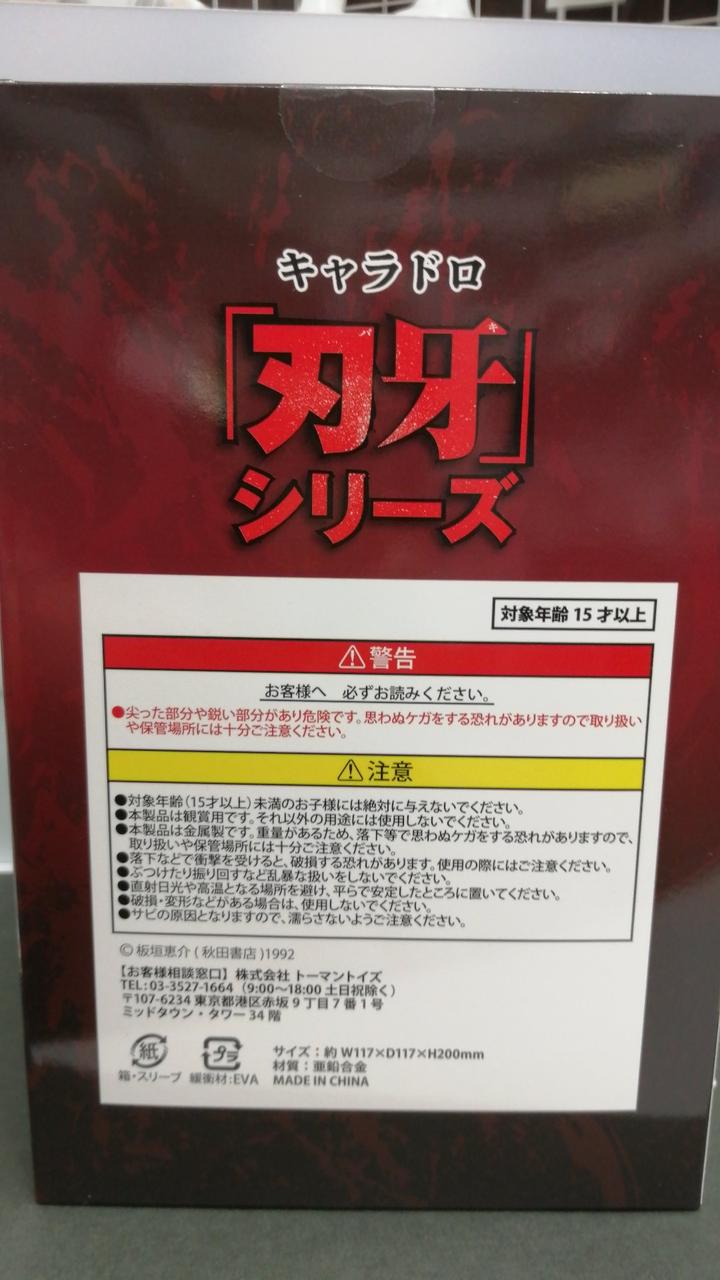 キャラドロ
「刃牙」
バ キ
シリーズ
対象年齢 15 才以上
⚠警告
お客様へ 必ずお読みください。
●尖った部分や鋭い部分があり危険です。思わぬケガをする恐れがありますので取り扱い
や保管場所には十分ご注意ください。
⚠注意
●対象年齢(15才以上)未満のお子様には絶対に与えないでください。
●本製品は観賞用です。それ以外の用途には使用しないでください。
●本製品は金属製です。重量があるため、落下等で思わぬケガをする恐れがありますので、
取り扱いや保管場所には十分ご注意ください。
●落下などで衝撃を受けると、破損する恐れがあります。使用の際にはご注意ください。
●ぶつけたり振り回すなど乱暴な扱いをしないでください。
●直射日光や高温となる場所を避け、平らで安定したところに置いてください。
●破損・変形などがある場合は、使用しないでください。
●サビの原因となりますので、濡らさないようご注意ください。
© 板垣恵介 ( 秋田書店 )1992
【お客様相談窓口】株式会社 トーマントイズ
TEL:03-3527-1664(9:00〜18:00 土日祝除く)
〒107-6234 東京都港区赤坂 9 丁目 7 番 1 号
ミッドタウン・タワー 34 階
紙 プラ サイズ:約 W117×D117×H200mm
材質:亜鉛合金
箱・スリーブ 緩衝材:EVA MADE IN CHINA